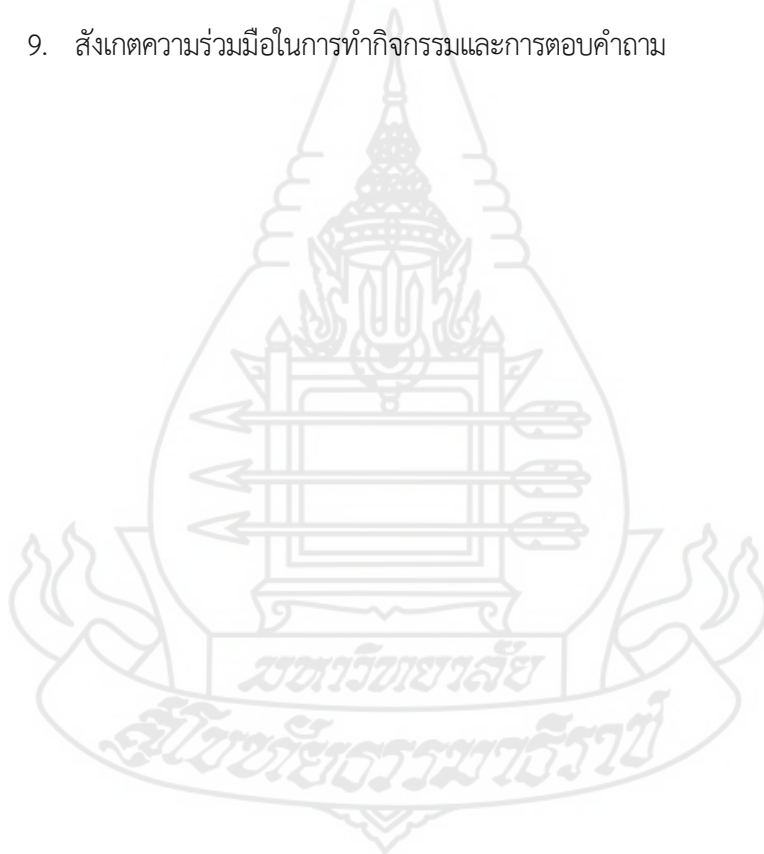 9. สังเกตความร่วมมือในการทำกิจกรรมและการตอบคำถาม
มหาวิทยาลัย
สุโขทัยธรรมาธิราช